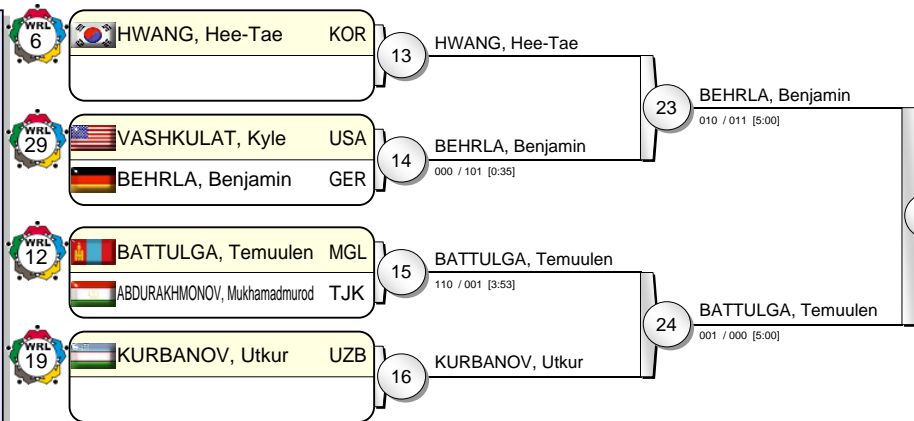 WRL
6
HWANG, Hee-Tae KOR
13
HWANG, Hee-Tae
23
BEHRLA, Benjamin
010 / 011 [5:00]
WRL
29
VASHKULAT, Kyle USA
BEHRLA, Benjamin GER
14
BEHRLA, Benjamin
000 / 101 [0:35]
WRL
12
BATTULGA, Temuulen MGL
ABDURAKHMONOV, Mukhamadmurod TJK
15
BATTULGA, Temuulen
110 / 001 [3:53]
24
BATTULGA, Temuulen
001 / 000 [5:00]
WRL
19
KURBANOV, Utkur UZB
16
KURBANOV, Utkur